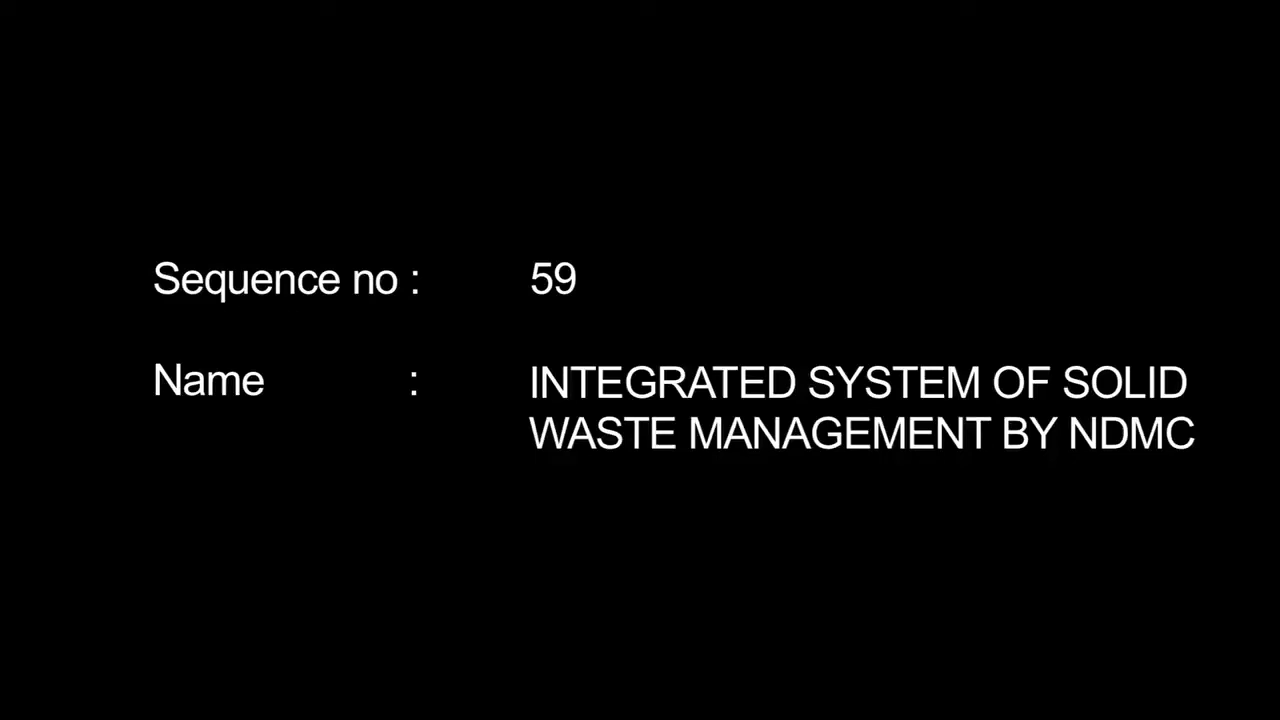 Sequence no : 59
Name : INTEGRATED SYSTEM OF SOLID
WASTE MANAGEMENT BY NDMC